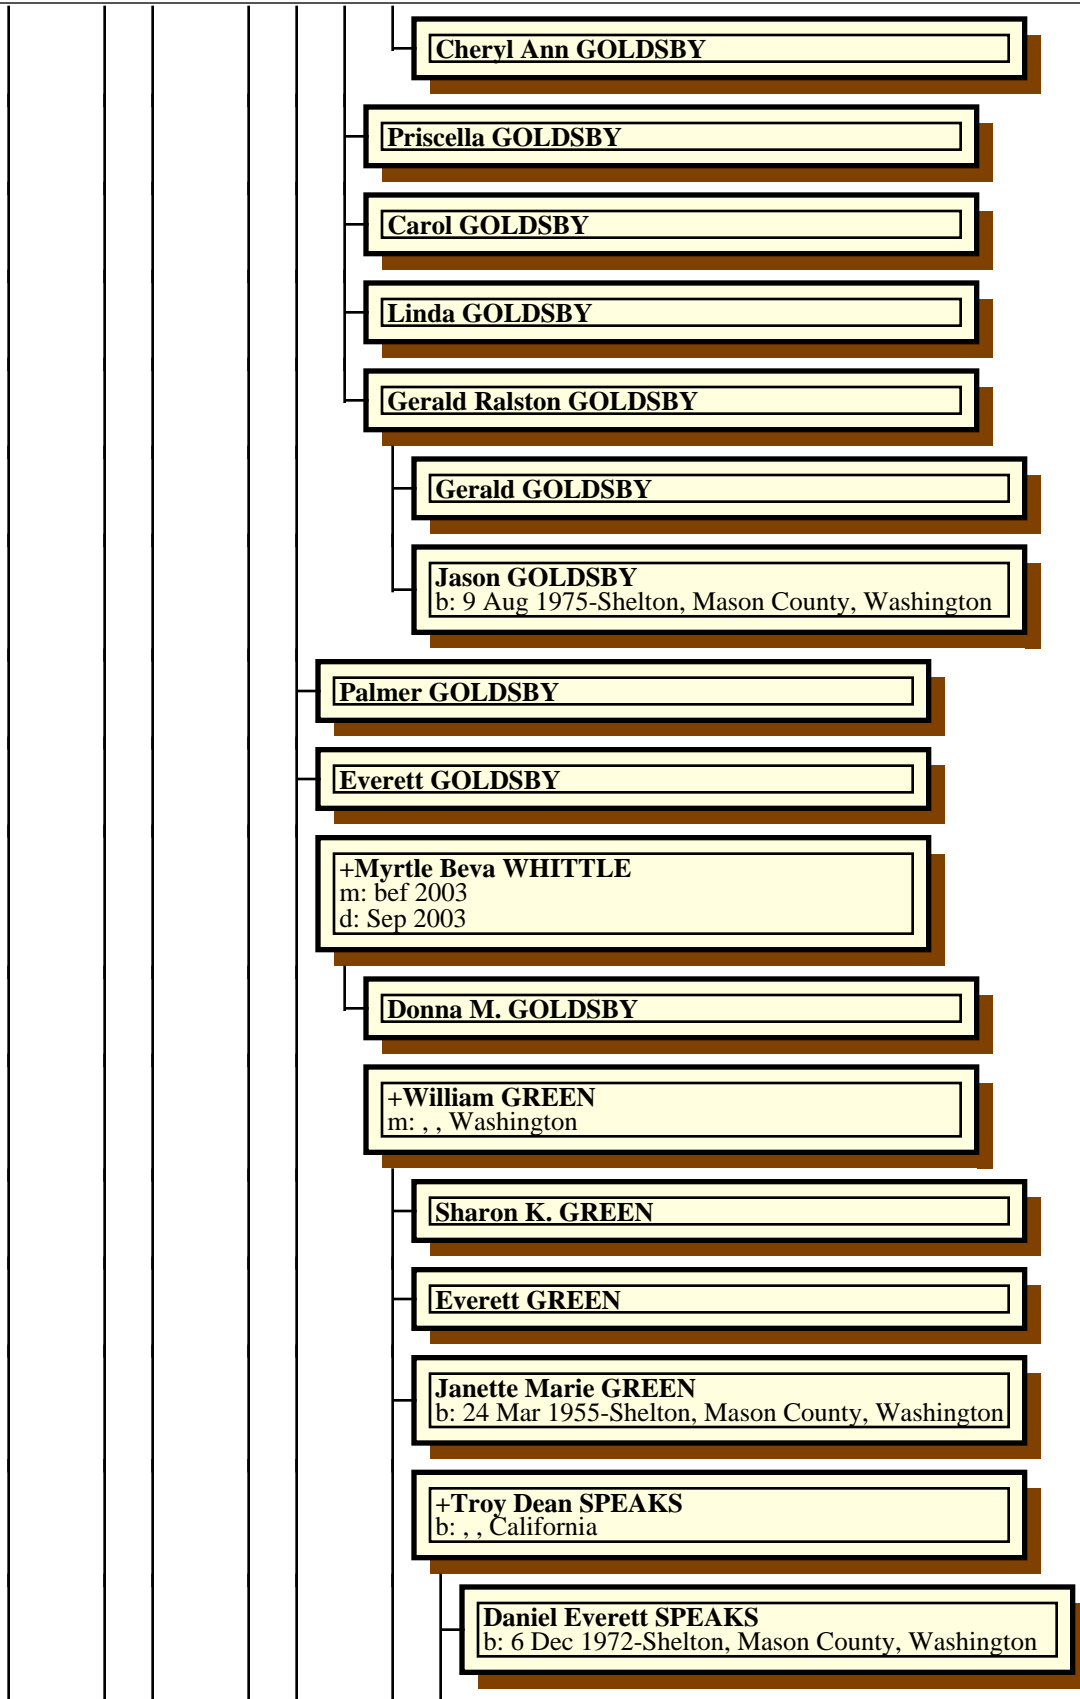 Cheryl Ann GOLDSBY
Priscella GOLDSBY
Carol GOLDSBY
Linda GOLDSBY
Gerald Ralston GOLDSBY
Gerald GOLDSBY
Jason GOLDSBY
b: 9 Aug 1975-Shelton, Mason County, Washington
Palmer GOLDSBY
Everett GOLDSBY
+Myrtle Beva WHITTLE
m: bef 2003
d: Sep 2003
Donna M. GOLDSBY
+William GREEN
m: , , Washington
Sharon K. GREEN
Everett GREEN
Janette Marie GREEN
b: 24 Mar 1955-Shelton, Mason County, Washington
+Troy Dean SPEAKS
b: , , California
Daniel Everett SPEAKS
b: 6 Dec 1972-Shelton, Mason County, Washington